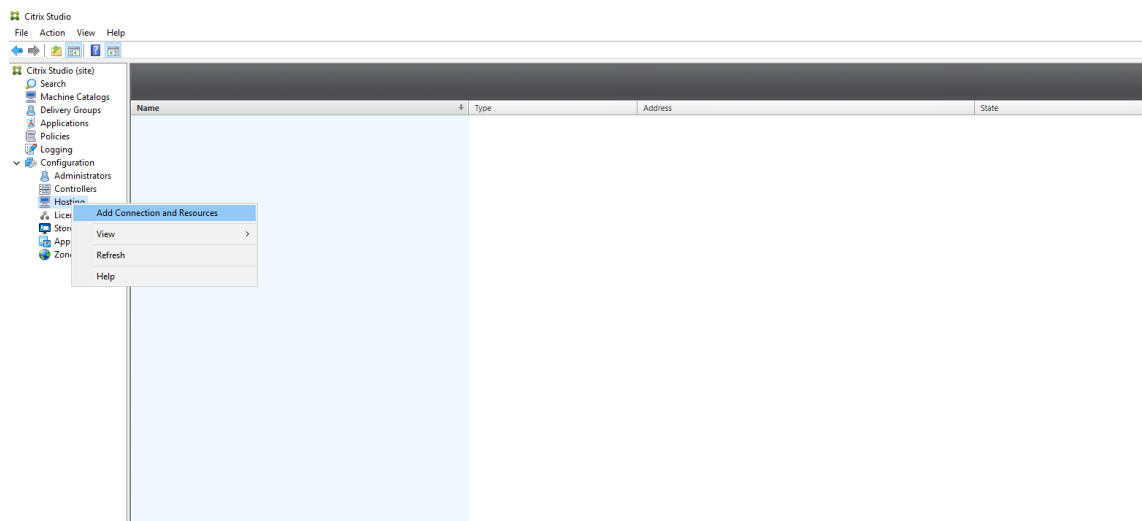 Citrix Studio
File Action View Help
Citrix Studio (site)
Search
Machine Catalogs
Delivery Groups
Applications
Policies
Logging
Configuration
Administrators
Controllers
Hosting
Name Type Address State
Add Connection and Resources
View
Refresh
Help